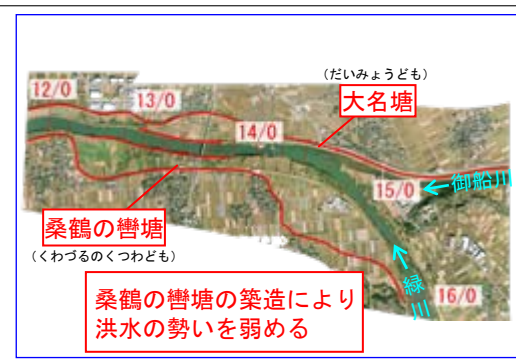 (だいみょうども)
大名塘
12/0
13/0
14/0
15/0
←御船川
桑鶴の轡塘
(くわづるのくつわども)
←緑川
16/0
桑鶴の轡塘の築造により
洪水の勢いを弱める